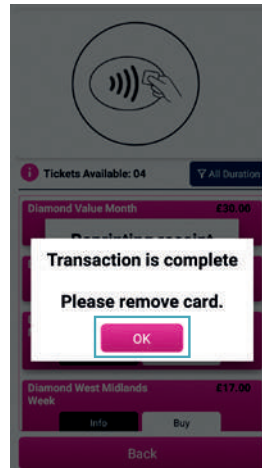 Tickets Available: 04
All Duration
Diamond Value Month
£30.00
Transaction is complete
Please remove card.
OK
Diamond West Midlands
Week
£17.00
Info
Buy
Back